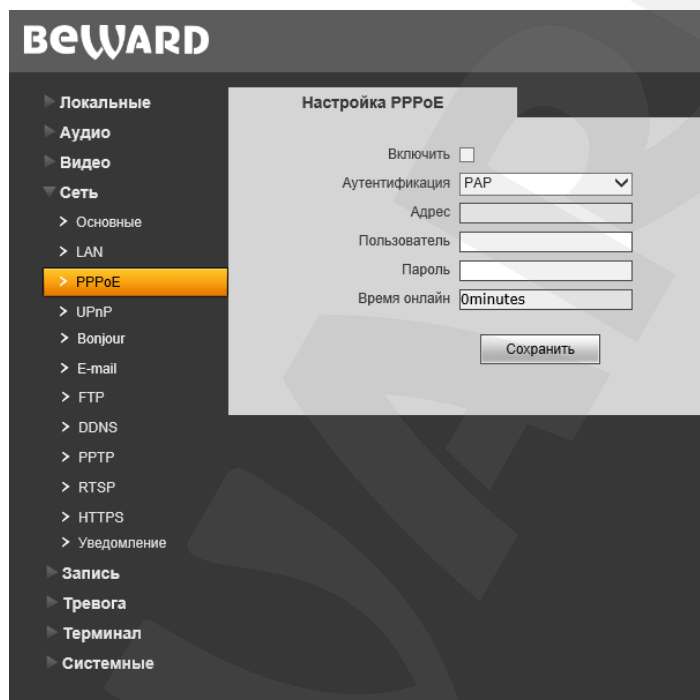 BEWARD
Локальные
Аудио
Видео
Сеть
Основные
LAN
PPPoE
UPnP
Bonjour
E-mail
FTP
DDNS
PPTP
RTSP
HTTPS
Уведомление
Запись
Тревога
Терминал
Системные
Настройка PPPoE
Включить
Аутентификация PAP
Адрес
Пользователь
Пароль
Время онлайн 0minutes
Сохранить